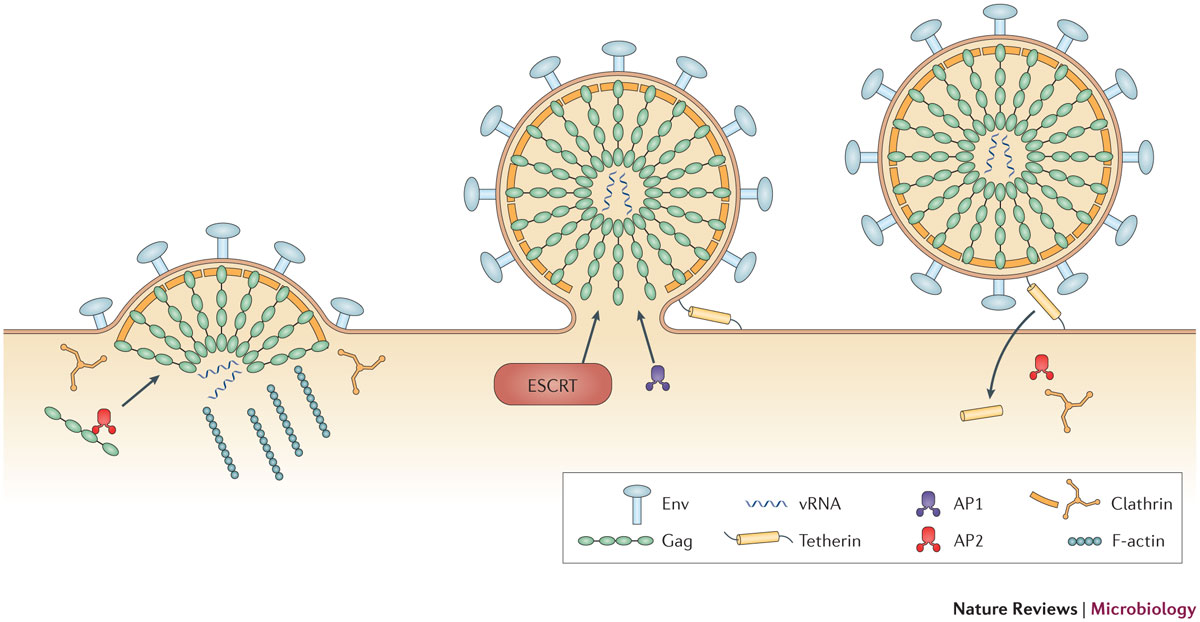 ESCRT
Env
vRNA
AP1
Clathrin
Gag
Tetherin
AP2
F-actin
Nature Reviews | Microbiology